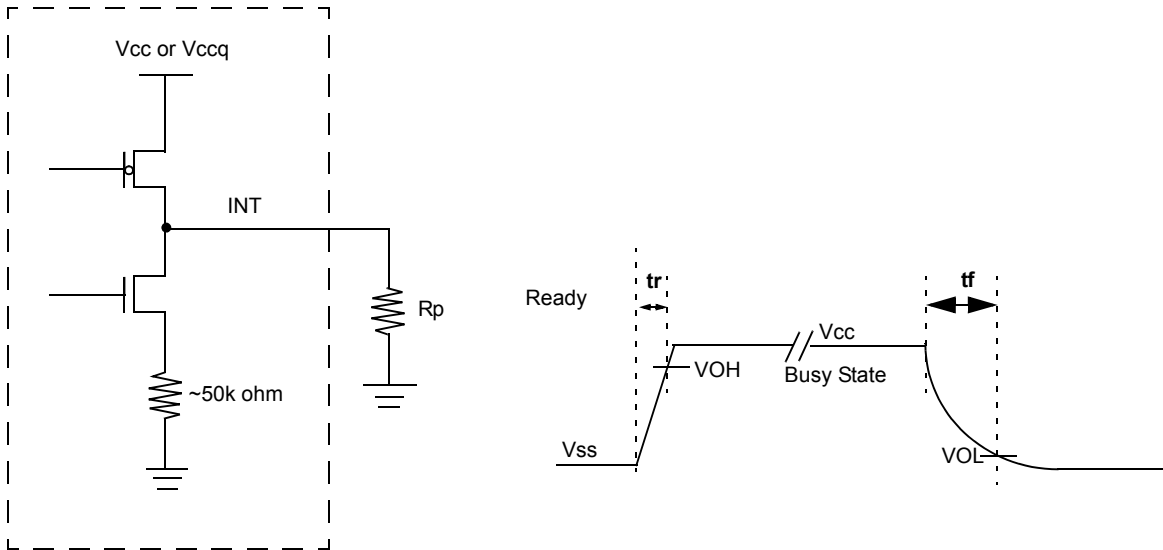 Vcc or Vccq
INT
Rp
~50k ohm
Ready
tr
tf
Vcc
VOH
Busy State
Vss
VOL